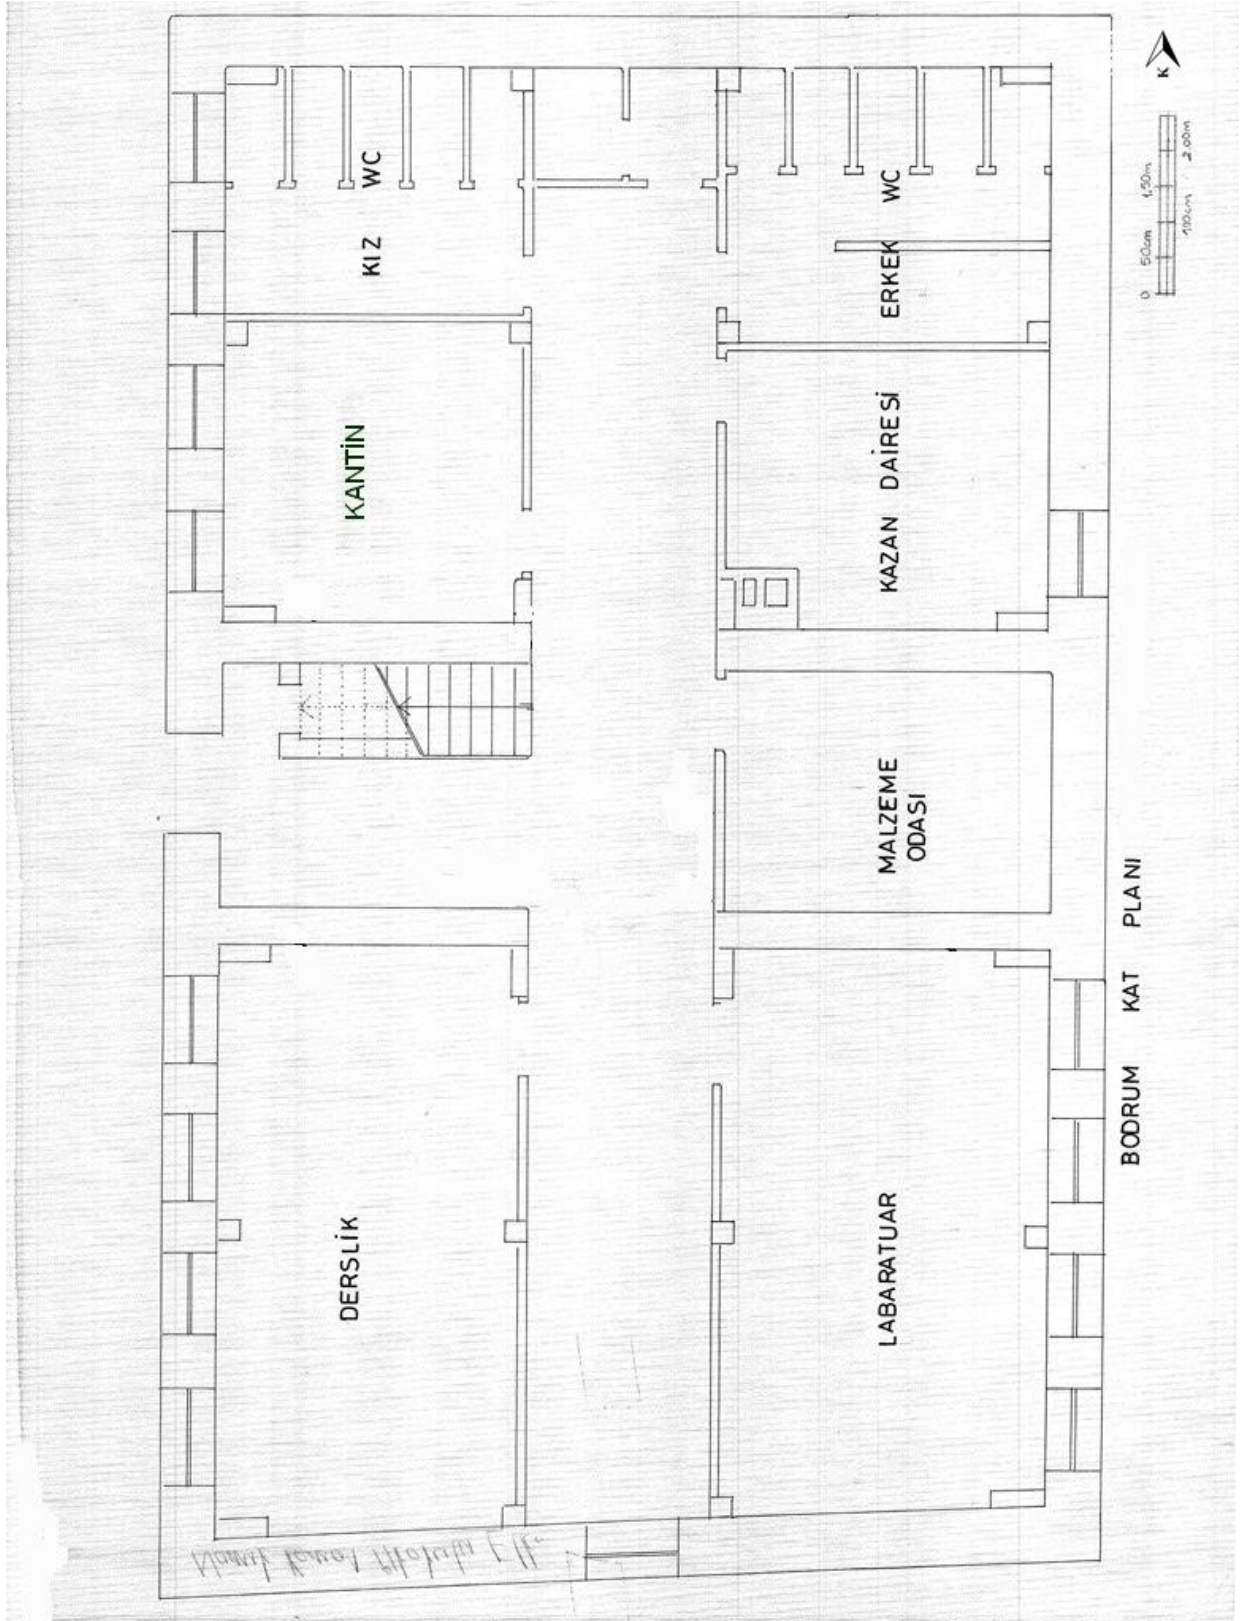 KIZ WC
KANTİN
DERSLİK
ERKEK WC
KAZAN DAİRESİ
MALZEME
ODASI
LABARATUAR
BODRUM KAT PLANI
K
0 50cm 1,50m
100cm 2.00m